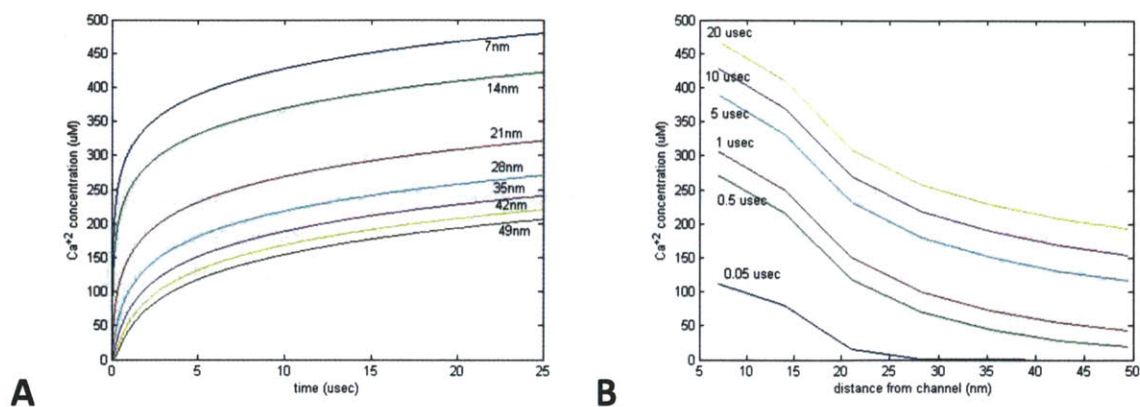 500
450
400
350
300
250
200
150
100
50
0
Ca+2 concentration (uM)
7nm
14nm
21nm
28nm
35nm
42nm
49nm
0 5 10 15 20 25
time (usec)
A
500
450
400
350
300
250
200
150
100
50
0
Ca+2 concentration (uM)
20 usec
10 usec
5 usec
1 usec
0.5 usec
0.05 usec
5 10 15 20 25 30 35 40 45 50
distance from channel (nm)
B